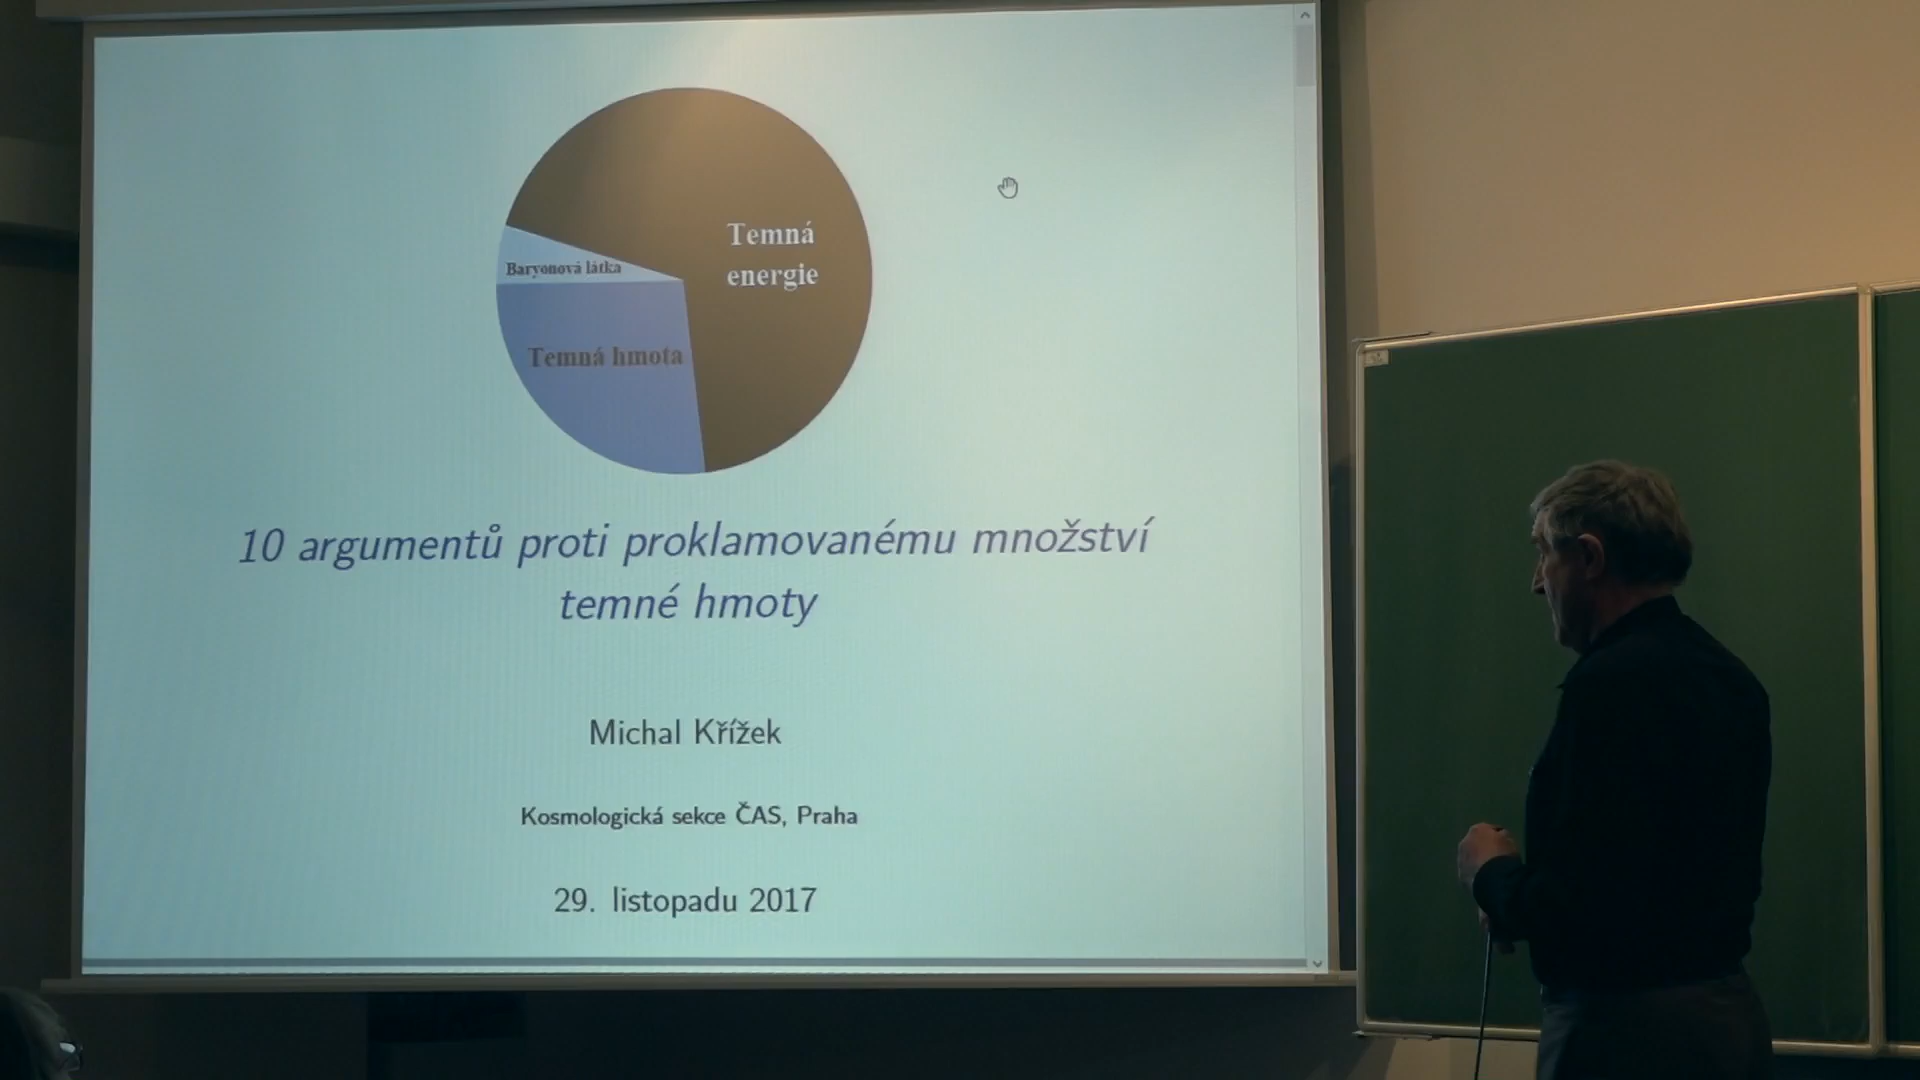 Temná
energie
Baryonová látka
Temná hmota
10 argumentů proti proklamovanému množství
temné hmoty
Michal Křížek
Kosmologická sekce ČAS, Praha
29. listopadu 2017